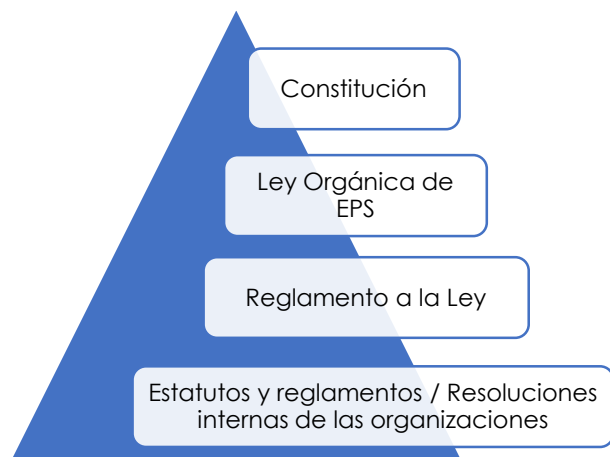 Constitución
Ley Orgánica de
EPS
Reglamento a la Ley
Estatutos y reglamentos / Resoluciones
internas de las organizaciones